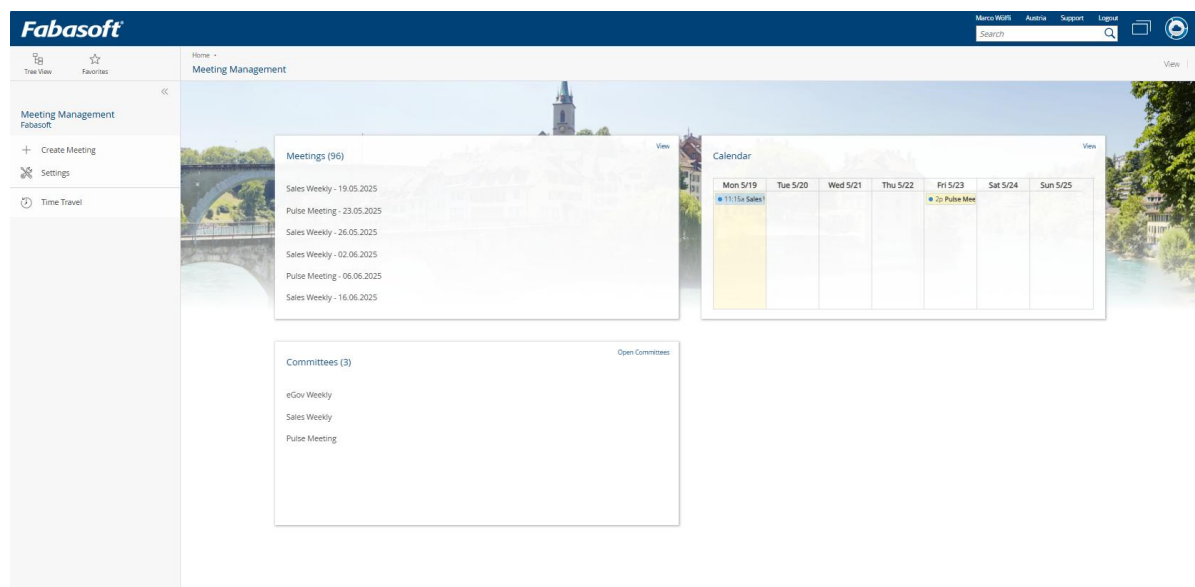 Fabasoft
Marco Wölfli Austria Support Logout
Search
Tree View Favorites
Home
Meeting Management
View
Meeting Management
Fabasoft
Create Meeting
Settings
Time Travel
Meetings (96)
View
Sales Weekly - 19.05.2025
Pulse Meeting - 23.05.2025
Sales Weekly - 26.05.2025
Sales Weekly - 02.06.2025
Pulse Meeting - 06.06.2025
Sales Weekly - 16.06.2025
Calendar
View
Mon 5/19 Tue 5/20 Wed 5/21 Thu 5/22 Fri 5/23 Sat 5/24 Sun 5/25
11:15a Sales 2p Pulse Mee
Committees (3)
Open Committees
eGov Weekly
Sales Weekly
Pulse Meeting